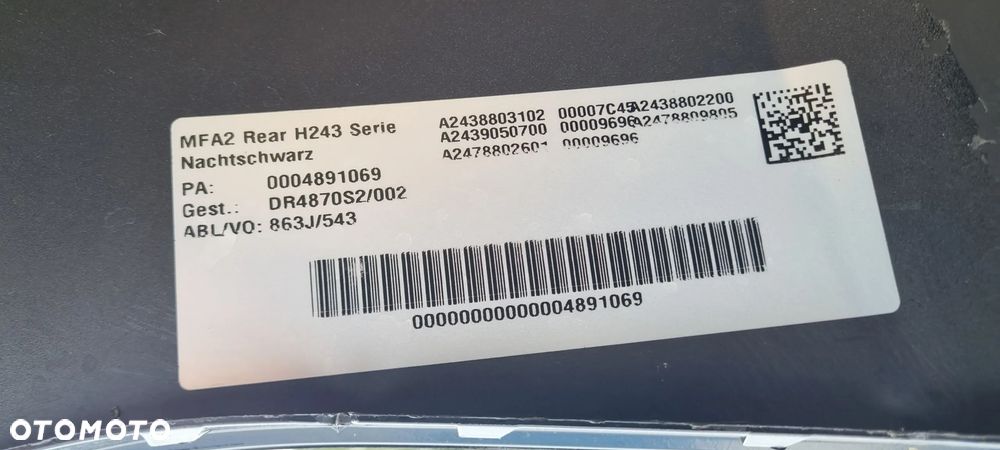 MFA2 Rear H243 Serie
Nachtschwarz
PA: 0004891069
Gest.: DR4870S2/002
ABL/VO: 863J/543
A2438803102 00007C45 A2438802200
A2439050700 00009696 A2478809805
A2478802601 00009696
00000000000004891069
OTOMOTO